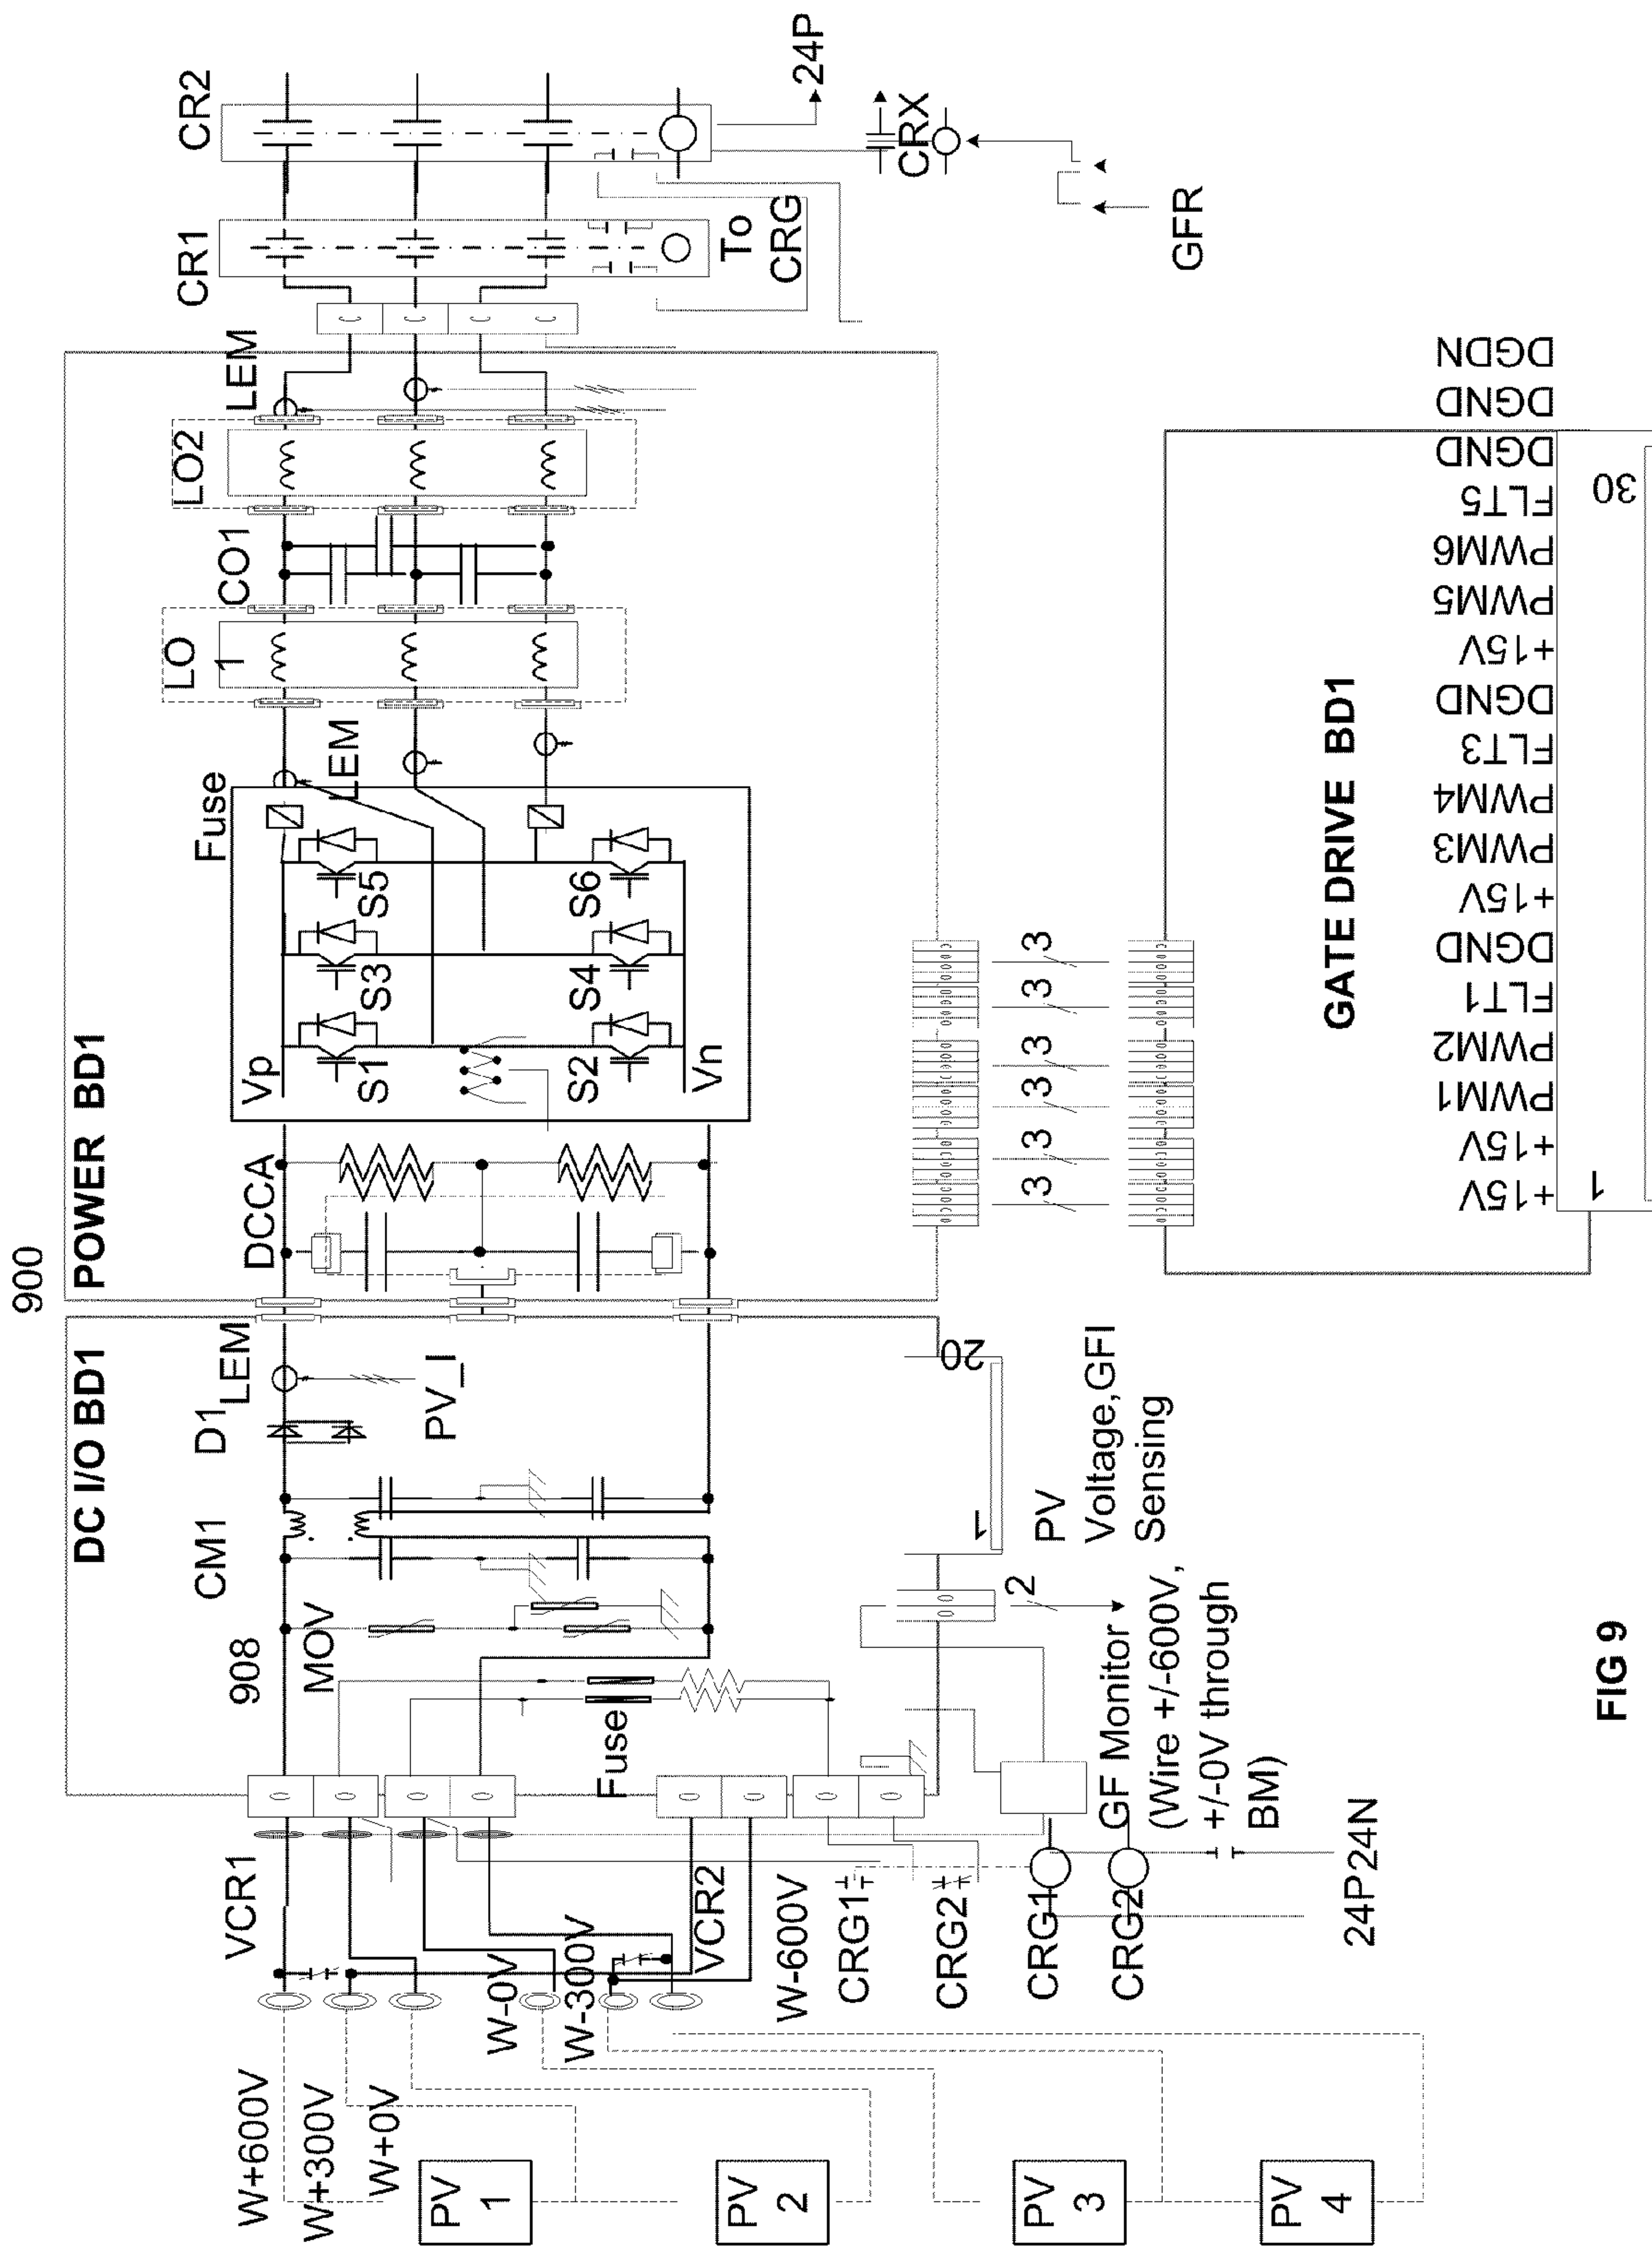 900
DC I/O BD1
POWER BD1
CM1
D1
LEM
908
MOV
PV_I
DCCA
Vp
Vn
S1
S3
S5
S2
S4
S6
Fuse
LEM
LO
1
CO1
LO2
LEM
CR1
CR2
To
CRG
24P
CRX
GFR
VCR1
VCR2
Fuse
W+600V
W+300V
W+0V
W-0V
W-300V
W-600V
PV
1
PV
2
PV
3
PV
4
CRG1
CRG2
CRG1
CRG2
24P24N
GF Monitor
(Wire +/-600V,
+/-0V through
BM)
2
1
20
PV
Voltage,GFI
Sensing
3
3
3
3
3
3
GATE DRIVE BD1
+15V
+15V
PWM1
PWM2
FLT1
DGND
+15V
PWM3
PWM4
FLT3
DGND
+15V
PWM5
PWM6
FLT5
DGND
DGND
DGDN
1
30
FIG 9